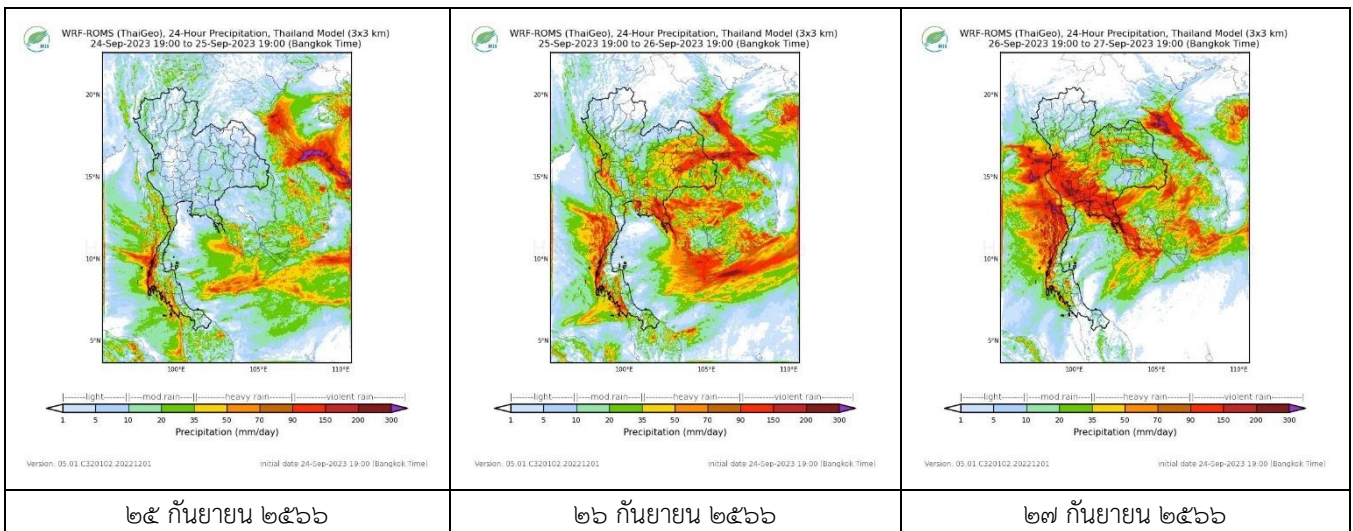 WRF-ROMS (ThaiGeo), 24-Hour Precipitation, Thailand Model (3x3 km)
24-Sep-2023 19:00 to 25-Sep-2023 19:00 (Bangkok Time)
20°N
15°N
10°N
5°N
100°E 105°E 110°E
|-------light------||---mod rain----||------heavy rain------||--------violent rain-------|
1 5 10 20 35 50 70 90 150 200 300
Precipitation (mm/day)
Version: 05.01 C320102.20221201 initial date 24-Sep-2023 19:00 (Bangkok Time)
๒๕ กันยายน ๒๕๖๖
WRF-ROMS (ThaiGeo), 24-Hour Precipitation, Thailand Model (3x3 km)
25-Sep-2023 19:00 to 26-Sep-2023 19:00 (Bangkok Time)
20°N
15°N
10°N
5°N
100°E 105°E 110°E
|-------light------||---mod rain----||------heavy rain------||--------violent rain-------|
1 5 10 20 35 50 70 90 150 200 300
Precipitation (mm/day)
Version: 05.01 C320102.20221201 initial date 24-Sep-2023 19:00 (Bangkok Time)
๒๖ กันยายน ๒๕๖๖
WRF-ROMS (ThaiGeo), 24-Hour Precipitation, Thailand Model (3x3 km)
26-Sep-2023 19:00 to 27-Sep-2023 19:00 (Bangkok Time)
20°N
15°N
10°N
5°N
100°E 105°E 110°E
|-------light------||---mod rain----||------heavy rain------||--------violent rain-------|
1 5 10 20 35 50 70 90 150 200 300
Precipitation (mm/day)
Version: 05.01 C320102.20221201 initial date 24-Sep-2023 19:00 (Bangkok Time)
๒๗ กันยายน ๒๕๖๖